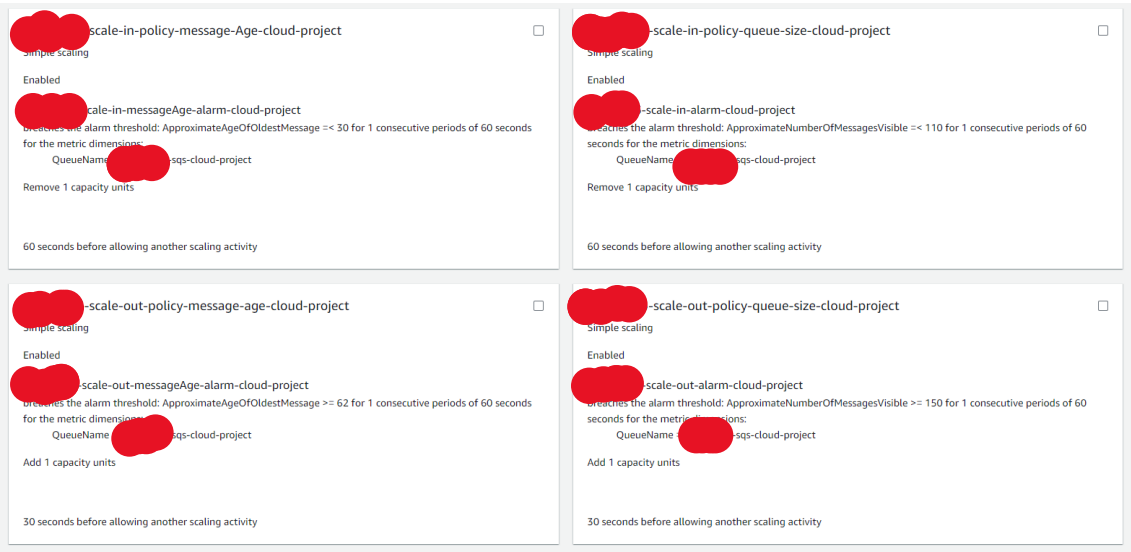 scale-in-policy-message-Age-cloud-project
Simple scaling
Enabled
cale-in-messageAge-alarm-cloud-project
breaches the alarm threshold: ApproximateAgeOfOldestMessage =< 30 for 1 consecutive periods of 60 seconds
for the metric dimensions:
QueueName -sqs-cloud-project
Remove 1 capacity units
60 seconds before allowing another scaling activity
-scale-in-policy-queue-size-cloud-project
Simple scaling
Enabled
-scale-in-alarm-cloud-project
breaches the alarm threshold: ApproximateNumberOfMessagesVisible =< 110 for 1 consecutive periods of 60
seconds for the metric dimensions:
QueueName sqs-cloud-project
Remove 1 capacity units
60 seconds before allowing another scaling activity
-scale-out-policy-message-age-cloud-project
Simple scaling
Enabled
-scale-out-messageAge-alarm-cloud-project
breaches the alarm threshold: ApproximateAgeOfOldestMessage >= 62 for 1 consecutive periods of 60 seconds
for the metric dimensions:
QueueName sqs-cloud-project
Add 1 capacity units
30 seconds before allowing another scaling activity
-scale-out-policy-queue-size-cloud-project
Simple scaling
Enabled
-scale-out-alarm-cloud-project
breaches the alarm threshold: ApproximateNumberOfMessagesVisible >= 150 for 1 consecutive periods of 60
seconds for the metric dimensions:
QueueName = -sqs-cloud-project
Add 1 capacity units
30 seconds before allowing another scaling activity